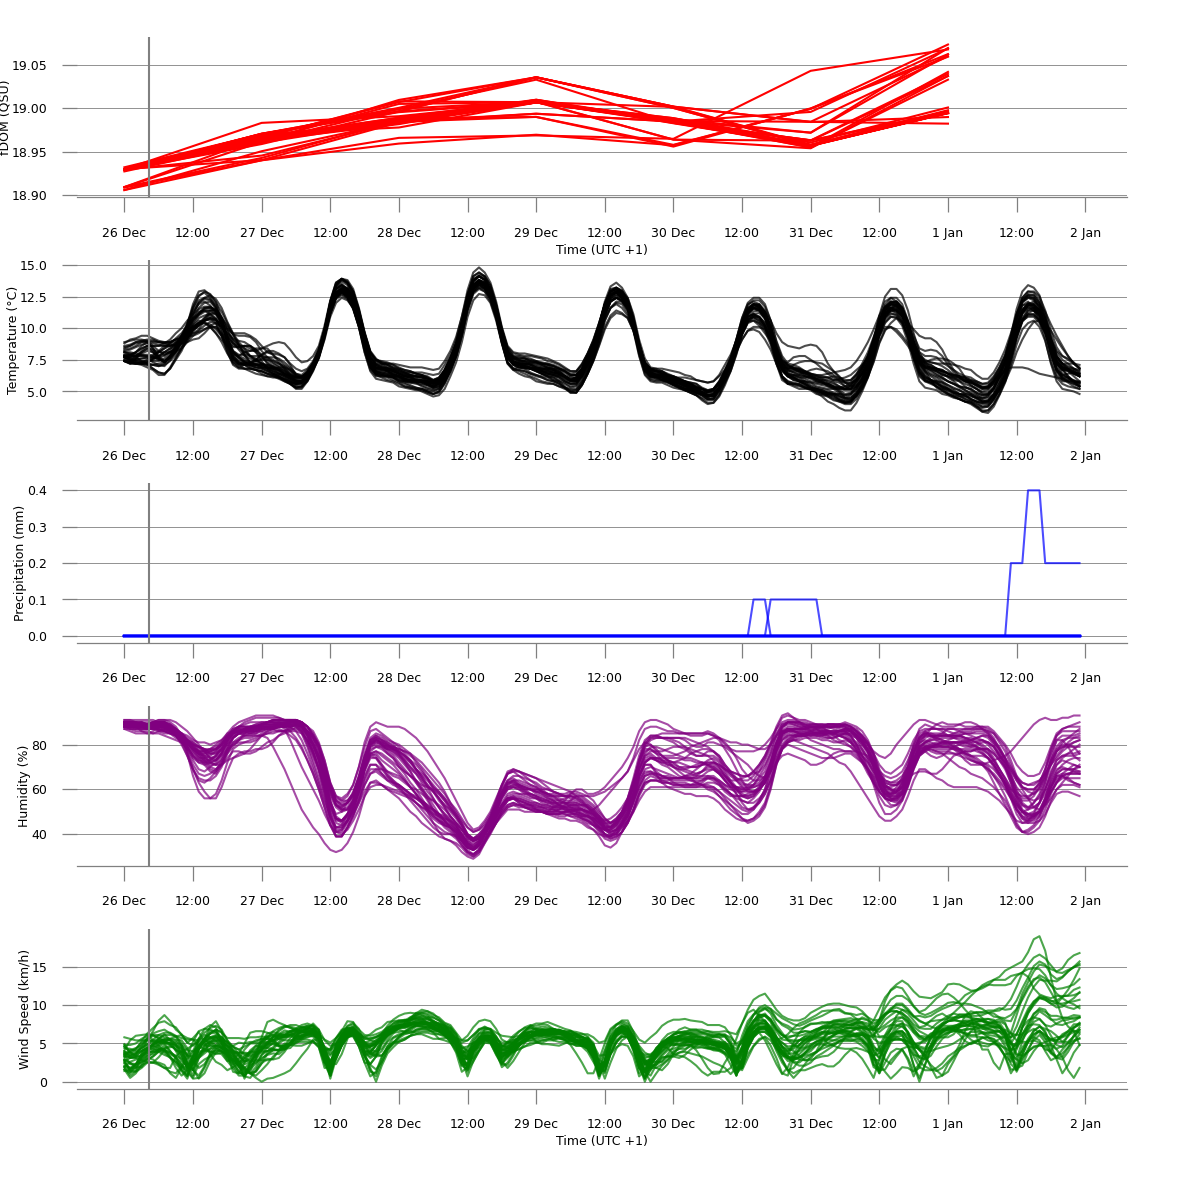 19.05
19.00
18.95
18.90
fDOM (QSU)
26 Dec 12:00 27 Dec 12:00 28 Dec 12:00 29 Dec 12:00 30 Dec 12:00 31 Dec 12:00 1 Jan 12:00 2 Jan
Time (UTC +1)
15.0
12.5
10.0
7.5
5.0
Temperature (°C)
26 Dec 12:00 27 Dec 12:00 28 Dec 12:00 29 Dec 12:00 30 Dec 12:00 31 Dec 12:00 1 Jan 12:00 2 Jan
0.4
0.3
0.2
0.1
0.0
Precipitation (mm)
26 Dec 12:00 27 Dec 12:00 28 Dec 12:00 29 Dec 12:00 30 Dec 12:00 31 Dec 12:00 1 Jan 12:00 2 Jan
80
60
40
Humidity (%)
26 Dec 12:00 27 Dec 12:00 28 Dec 12:00 29 Dec 12:00 30 Dec 12:00 31 Dec 12:00 1 Jan 12:00 2 Jan
15
10
5
0
Wind Speed (km/h)
26 Dec 12:00 27 Dec 12:00 28 Dec 12:00 29 Dec 12:00 30 Dec 12:00 31 Dec 12:00 1 Jan 12:00 2 Jan
Time (UTC +1)